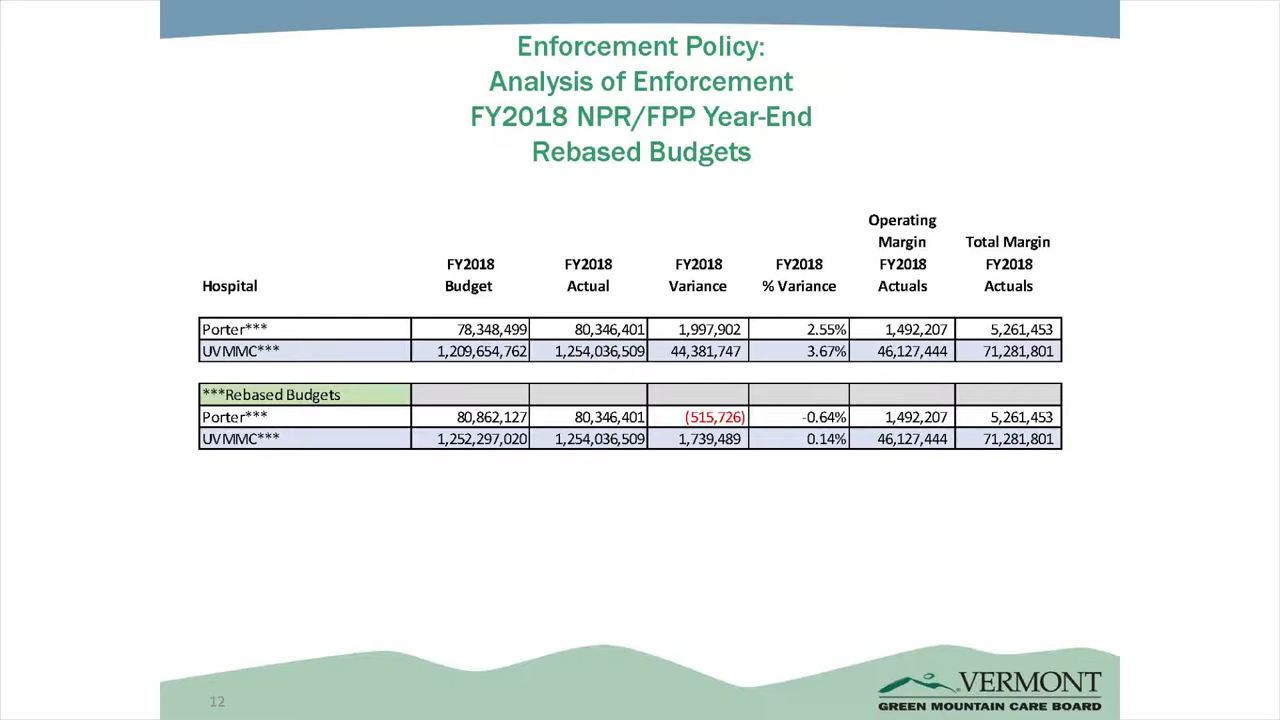 Enforcement Policy:
Analysis of Enforcement
FY2018 NPR/FPP Year-End
Rebased Budgets
Operating
Margin Total Margin
FY2018 FY2018 FY2018 FY2018 FY2018 FY2018
Hospital Budget Actual Variance % Variance Actuals Actuals
Porter*** 78,348,499 80,346,401 1,997,902 2.55% 1,492,207 5,261,453
UVMMC*** 1,209,654,762 1,254,036,509 44,381,747 3.67% 46,127,444 71,281,801
***Rebased Budgets
Porter*** 80,862,127 80,346,401 (515,726) -0.64% 1,492,207 5,261,453
UVMMC*** 1,252,297,020 1,254,036,509 1,739,489 0.14% 46,127,444 71,281,801
12
VERMONT
GREEN MOUNTAIN CARE BOARD